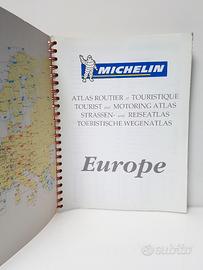 MICHELIN
ATLAS ROUTIER et TOURISTIQUE
TOURIST and MOTORING ATLAS
STRASSEN- und REISEATLAS
TOERISTISCHE WEGENATLAS
Europe
subito